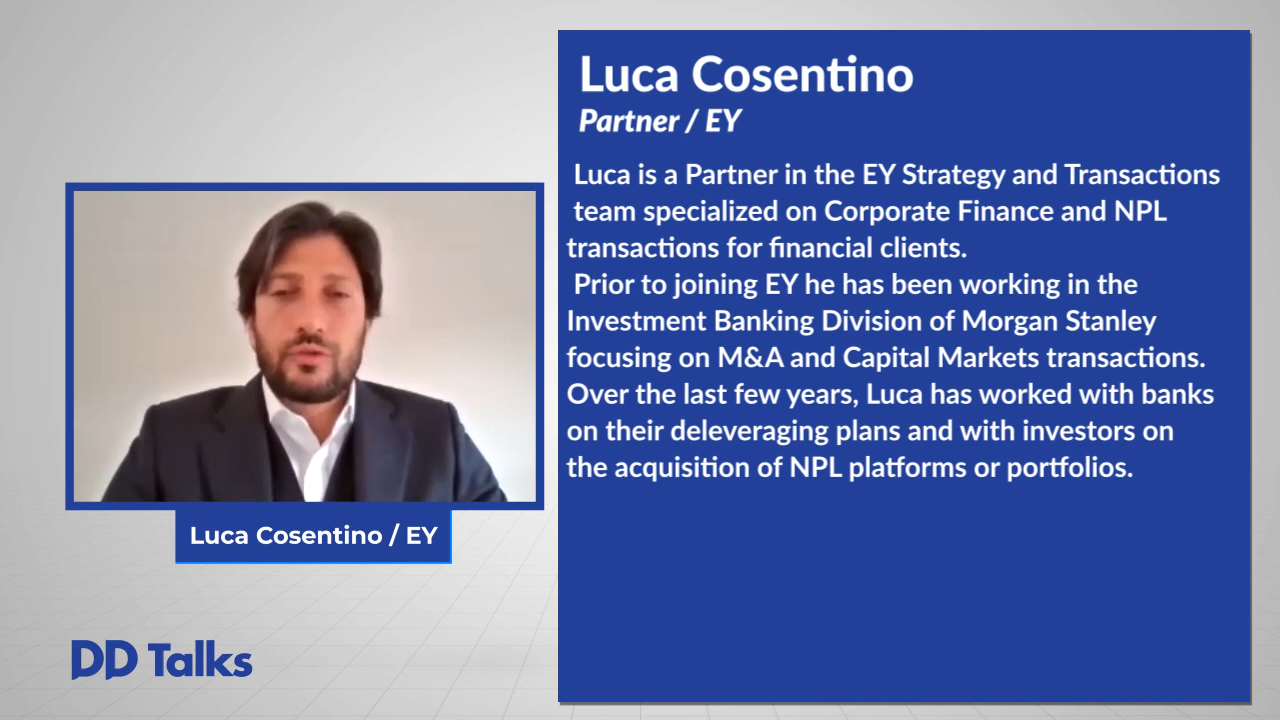 Luca Cosentino
Partner / EY
Luca is a Partner in the EY Strategy and Transactions
team specialized on Corporate Finance and NPL
transactions for financial clients.
Prior to joining EY he has been working in the
Investment Banking Division of Morgan Stanley
focusing on M&A and Capital Markets transactions.
Over the last few years, Luca has worked with banks
on their deleveraging plans and with investors on
the acquisition of NPL platforms or portfolios.
Luca Cosentino / EY
DD Talks